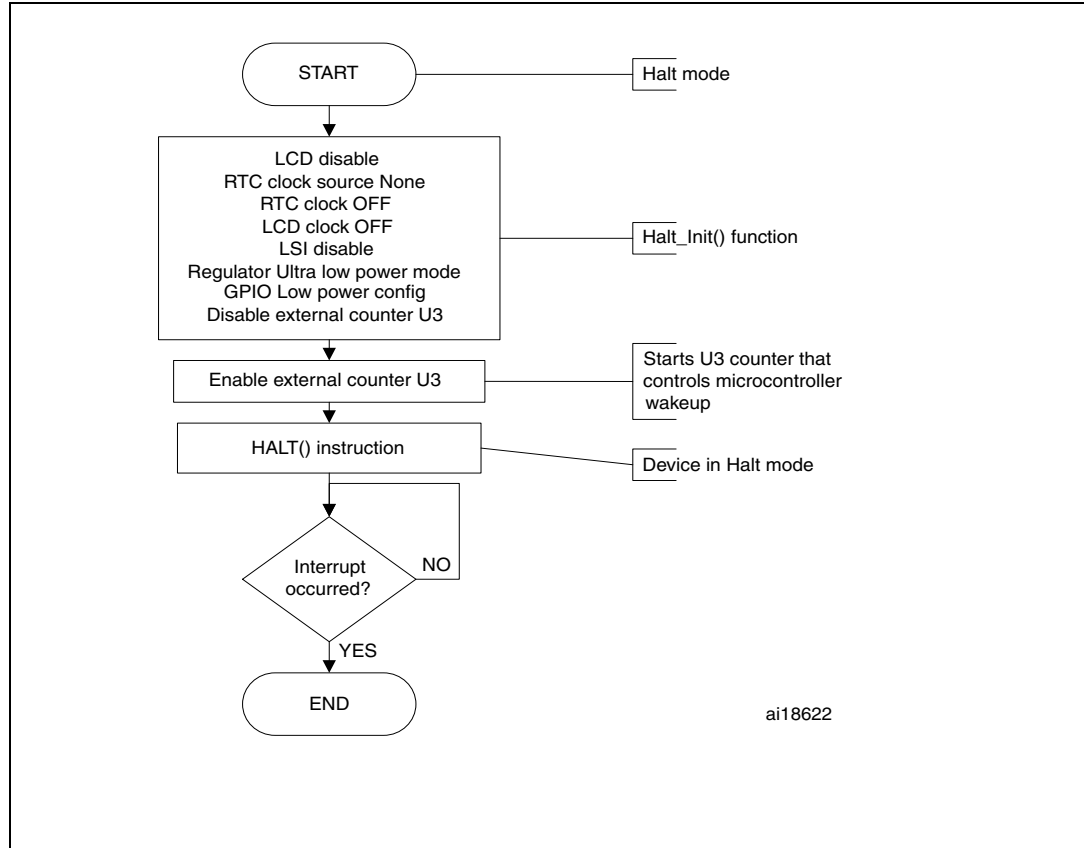 START
Halt mode
LCD disable
RTC clock source None
RTC clock OFF
LCD clock OFF
LSI disable
Regulator Ultra low power mode
GPIO Low power config
Disable external counter U3
Halt_Init() function
Enable external counter U3
Starts U3 counter that
controls microcontroller
wakeup
HALT() instruction
Device in Halt mode
Interrupt
occurred?
NO
YES
END
ai18622